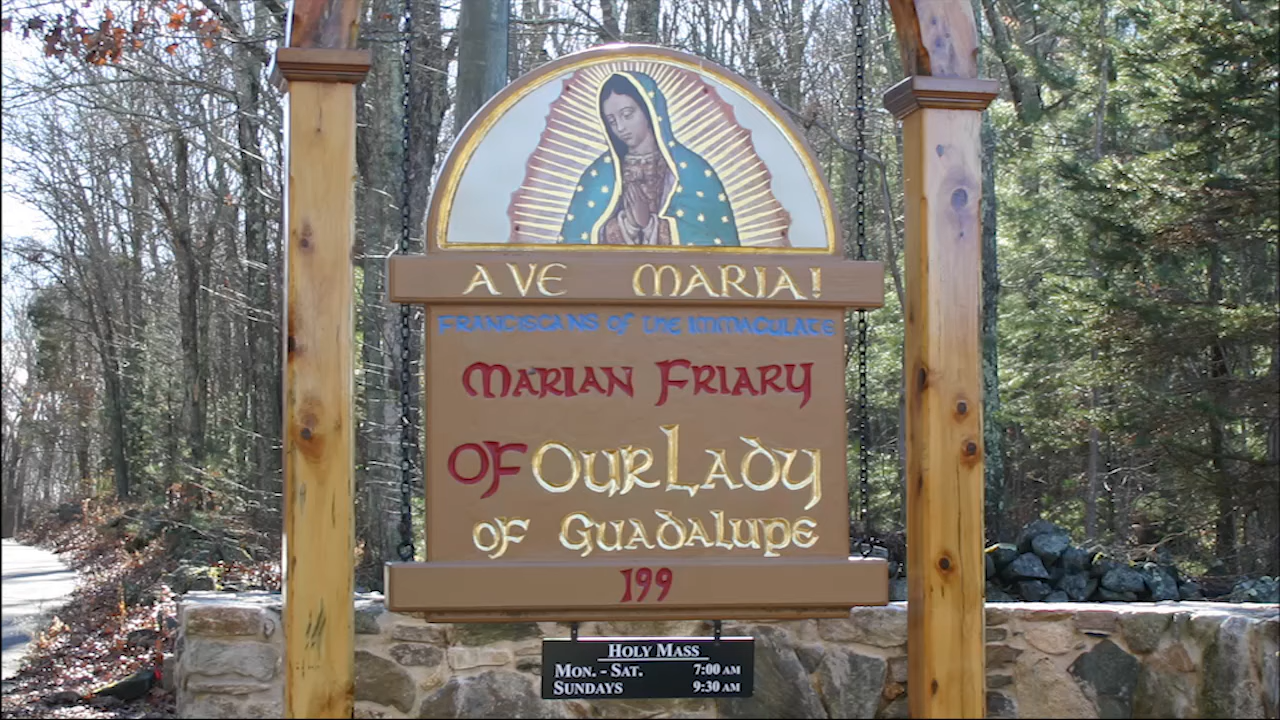 AVE MARIA!
FRANCISCANS OF THE IMMACULATE
MARIAN FRIARY
OF OUR LADY
OF GUADALUPE
199
HOLY MASS
MON. - SAT. 7:00 AM
SUNDAYS 9:30 AM